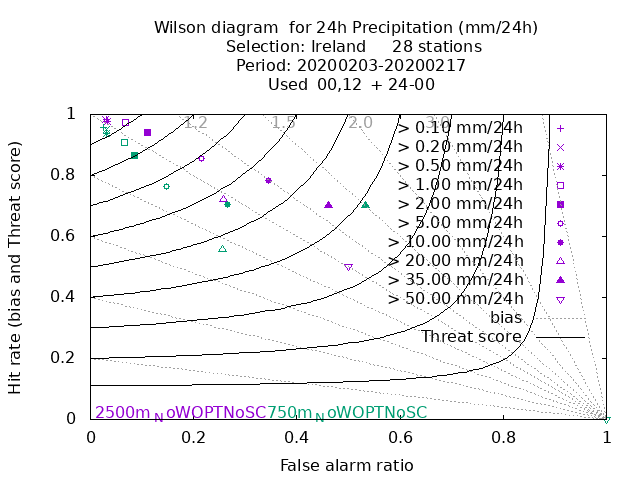 Wilson diagram  for 24h Precipitation (mm/24h)
Selection: Ireland     28 stations
Period: 20200203-20200217
Used  00,12  + 24-00
Hit rate (bias and Threat score)
1
0.8
0.6
0.4
0.2
0
1.2
1.5
2.0
3.0
> 0.10 mm/24h
> 0.20 mm/24h
> 0.50 mm/24h
> 1.00 mm/24h
> 2.00 mm/24h
> 5.00 mm/24h
> 10.00 mm/24h
> 20.00 mm/24h
> 35.00 mm/24h
> 50.00 mm/24h
bias
Threat score
2500m NoWOPTNoSC 750m NoWOPTNoSC
0 0.2 0.4 0.6 0.8 1
False alarm ratio